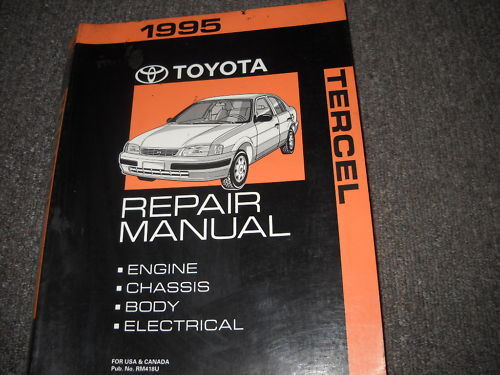 1995
TOYOTA
TERCEL
REPAIR
MANUAL
▪ ENGINE
▪ CHASSIS
▪ BODY
▪ ELECTRICAL
FOR USA & CANADA
Pub. No. RM418U